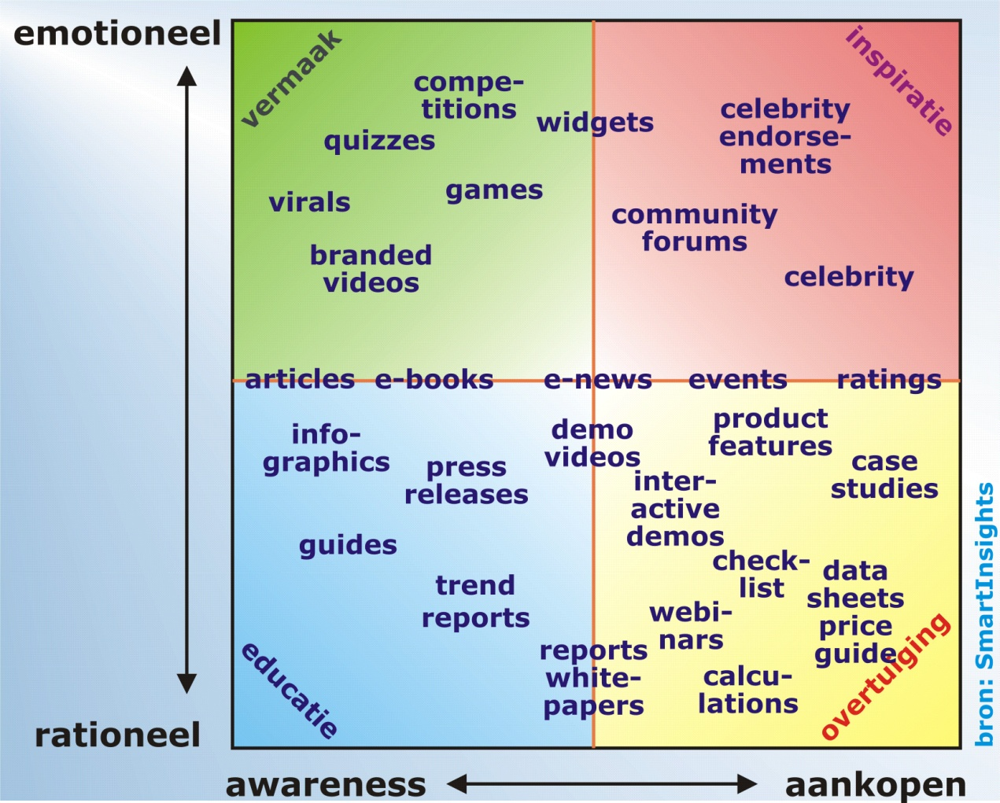 emotioneel
vermaak
inspiratie
compe-
titions
widgets
quizzes
celebrity
endorse-
ments
virals
games
community
forums
branded
videos
celebrity
articles
e-books
e-news
events
ratings
info-
graphics
press
releases
demo
videos
product
features
case
studies
inter-
active
demos
guides
trend
reports
check-
list
data
sheets
price
guide
webi-
nars
reports
white-
papers
calcu-
lations
educatie
overtuiging
rationeel
awareness
aankopen
bron: SmartInsights